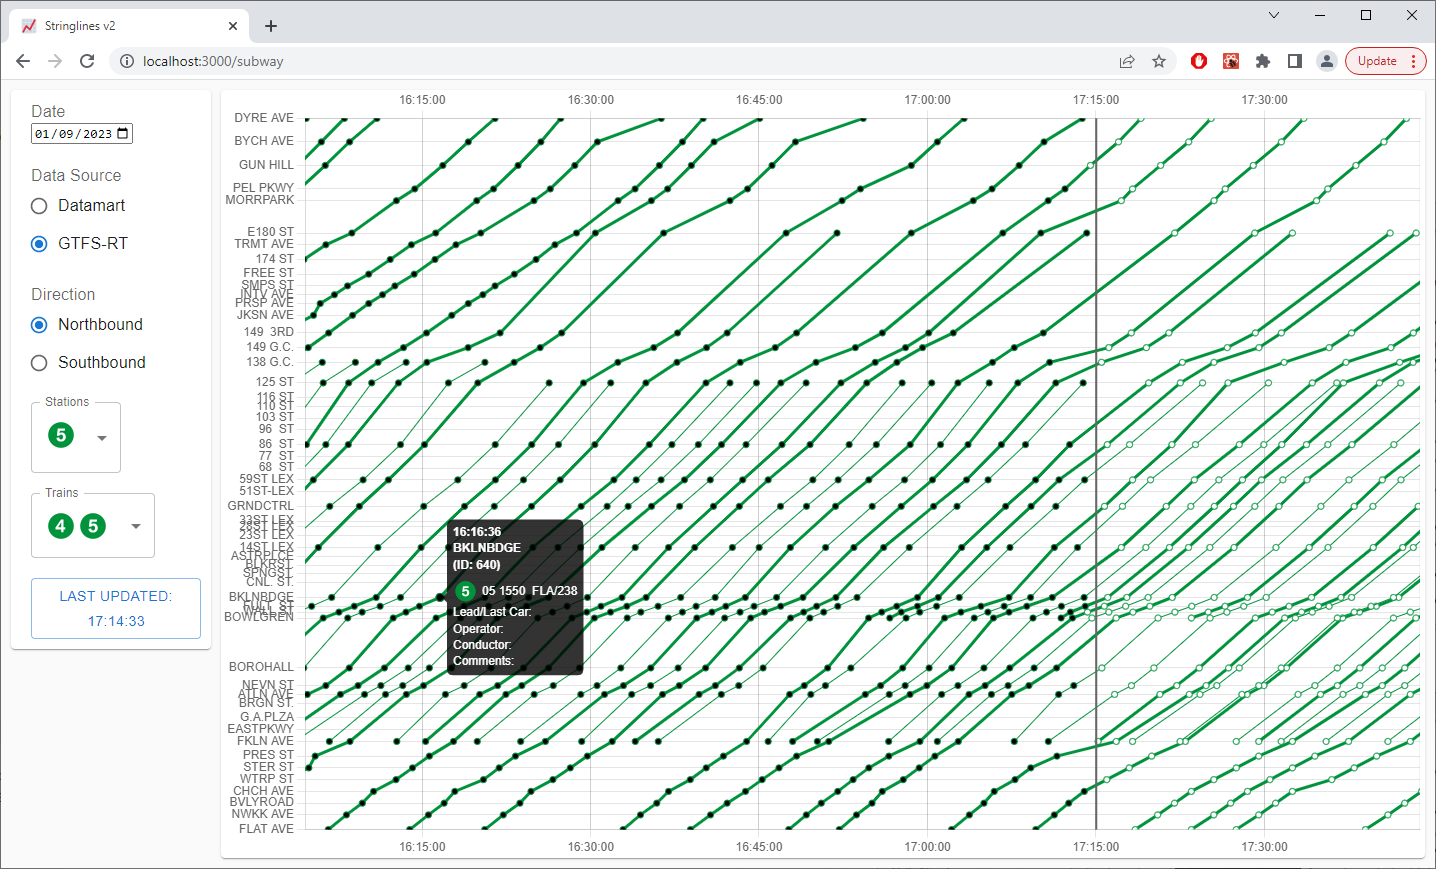 Stringlines v2
localhost:3000/subway
Update
Date
01/09/2023
Data Source
Datamart
GTFS-RT
Direction
Northbound
Southbound
Stations
5
Trains
4 5
LAST UPDATED:
17:14:33
16:15:00 16:30:00 16:45:00 17:00:00 17:15:00 17:30:00
DYRE AVE
BYCH AVE
GUN HILL
PEL PKWY
MORRPARK
E180 ST
TRMT AVE
174 ST
FREE ST
SMPS ST
INTV AVE
PRSP AVE
JKSN AVE
149 3RD
149 G.C.
138 G.C.
125 ST
116 ST
110 ST
103 ST
96 ST
86 ST
77 ST
68 ST
59ST LEX
51ST-LEX
GRNDCTRL
33ST LEX
28ST LEX
23ST LEX
14ST LEX
ASTRPLCE
BLKRST.
SPNGST.
CNL. ST.
BKLNBDGE
FULT ST
WALL ST
BOWLGREN
BOROHALL
NEVN ST
ATLN AVE
BRGN ST.
G.A.PLZA
EASTPKWY
FKLN AVE
PRES ST
STER ST
WTRP ST
CHCH AVE
BVLYROAD
NWKK AVE
FLAT AVE
16:16:36
BKLNBDGE
(ID: 640)
5 05 1550 FLA/238
Lead/Last Car:
Operator:
Conductor:
Comments:
16:15:00 16:30:00 16:45:00 17:00:00 17:15:00 17:30:00